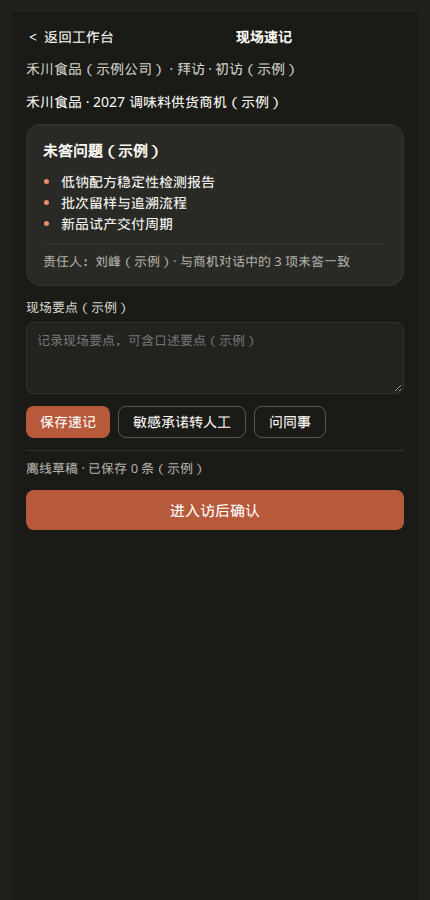 < 返回工作台
现场速记
禾川食品（示例公司）· 拜访 · 初访（示例）
禾川食品 · 2027 调味料供货商机（示例）
未答问题（示例）
• 低钠配方稳定性检测报告
• 批次留样与追溯流程
• 新品试产交付周期
责任人：刘峰（示例）· 与商机对话中的 3 项未答一致
现场要点（示例）
记录现场要点，可含口述要点（示例）
保存速记
敏感承诺转人工
问同事
离线草稿 · 已保存 0 条（示例）
进入访后确认